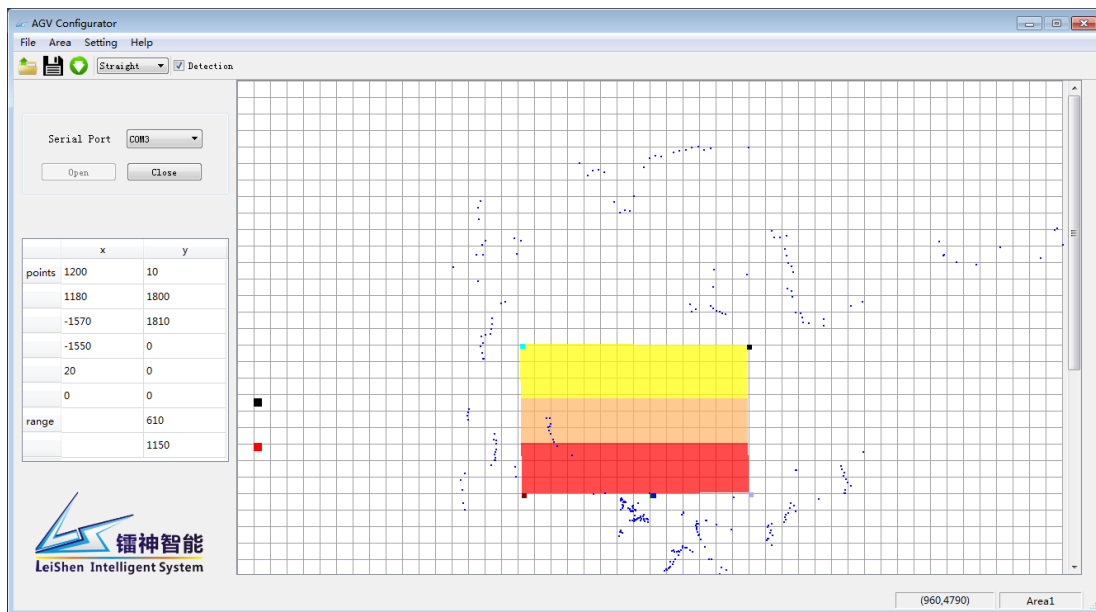 AGV Configurator
File Area Setting Help
Straight Detection
Serial Port COM3
Open Close
x y
points 1200 10
1180 1800
-1570 1810
-1550 0
20 0
0 0
range 610
1150
镭神智能
LeiShen Intelligent System
(960,4790) Area1